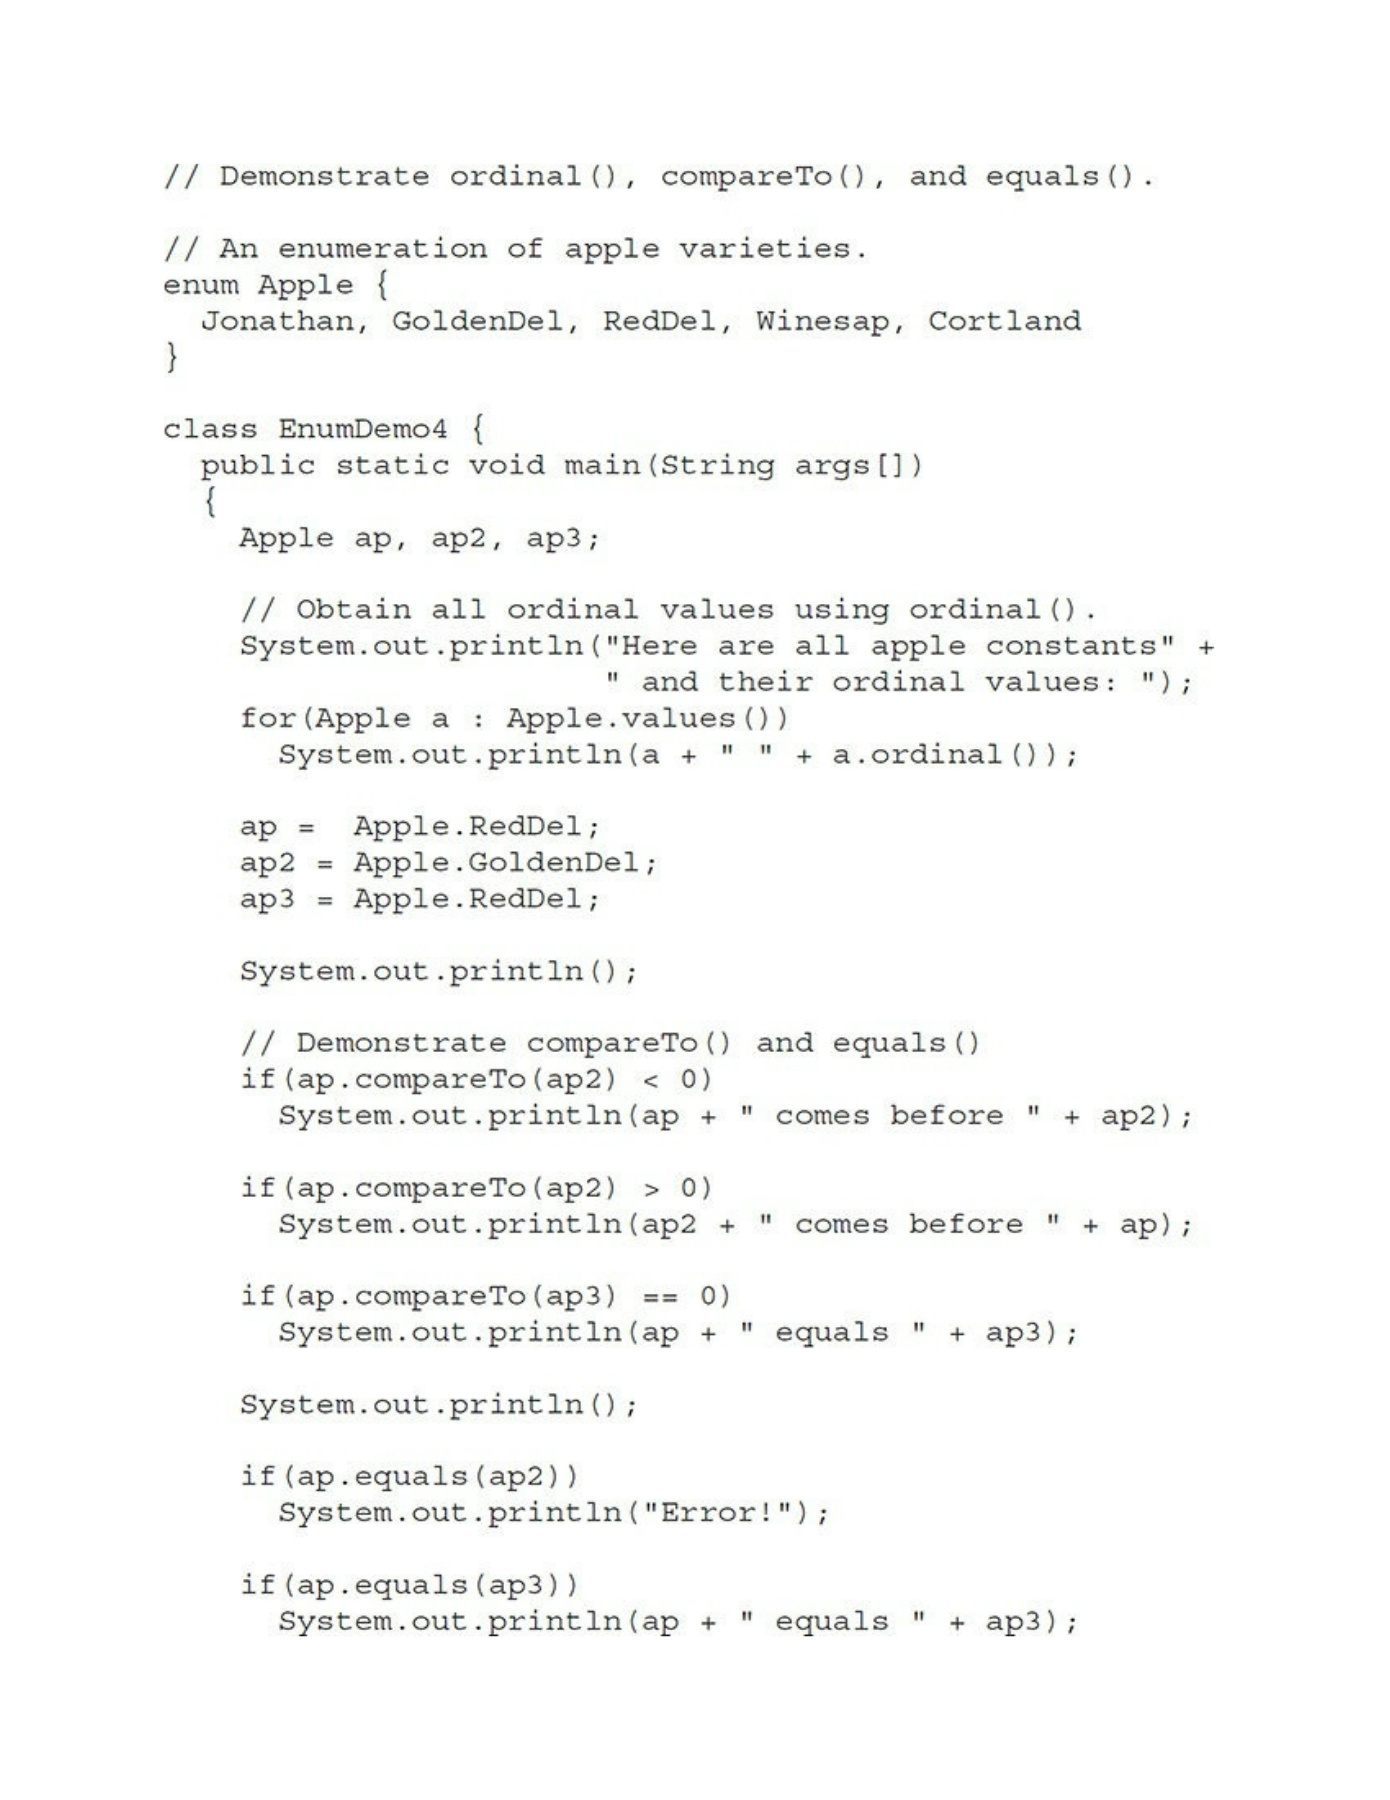 // Demonstrate ordinal(), compareTo(), and equals().

// An enumeration of apple varieties.
enum Apple {
  Jonathan, GoldenDel, RedDel, Winesap, Cortland
}

class EnumDemo4 {
  public static void main(String args[])
  {
    Apple ap, ap2, ap3;

    // Obtain all ordinal values using ordinal().
    System.out.println("Here are all apple constants" +
                       " and their ordinal values: ");
    for(Apple a : Apple.values())
      System.out.println(a + " " + a.ordinal());

    ap =  Apple.RedDel;
    ap2 = Apple.GoldenDel;
    ap3 = Apple.RedDel;

    System.out.println();

    // Demonstrate compareTo() and equals()
    if(ap.compareTo(ap2) < 0)
      System.out.println(ap + " comes before " + ap2);

    if(ap.compareTo(ap2) > 0)
      System.out.println(ap2 + " comes before " + ap);

    if(ap.compareTo(ap3) == 0)
      System.out.println(ap + " equals " + ap3);

    System.out.println();

    if(ap.equals(ap2))
      System.out.println("Error!");

    if(ap.equals(ap3))
      System.out.println(ap + " equals " + ap3);